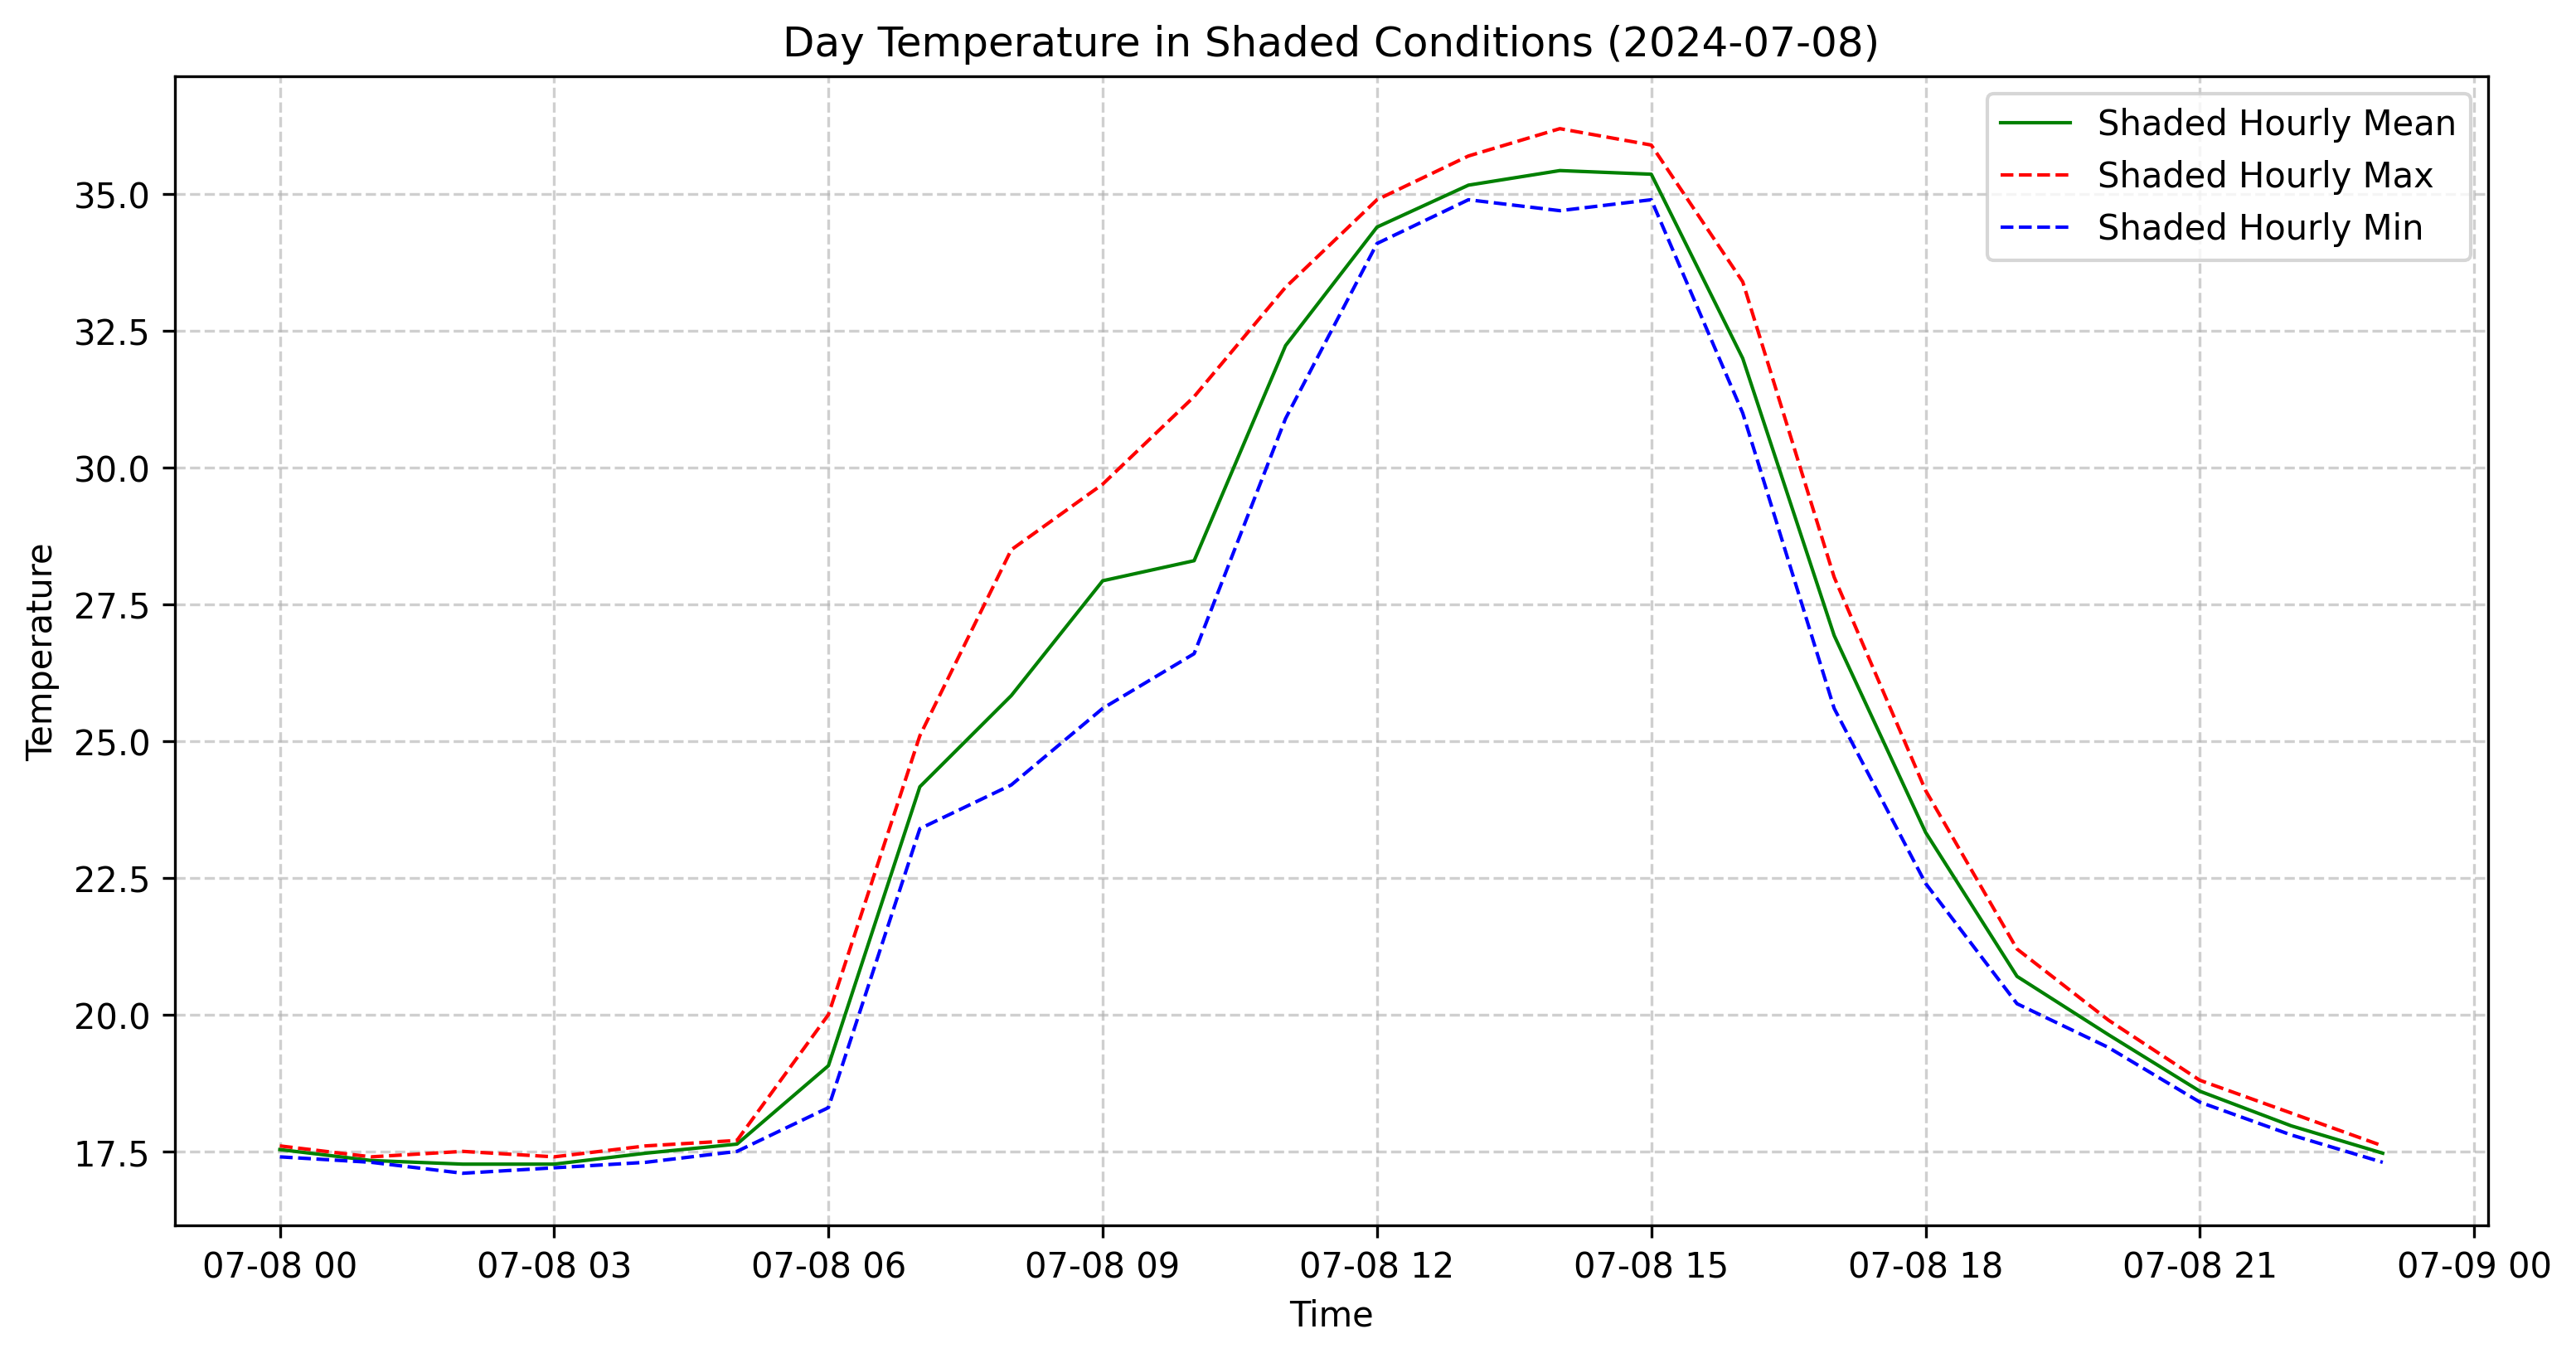 Day Temperature in Shaded Conditions (2024-07-08)
Shaded Hourly Mean
Shaded Hourly Max
Shaded Hourly Min
35.0
32.5
30.0
27.5
25.0
22.5
20.0
17.5
Temperature
07-08 00 07-08 03 07-08 06 07-08 09 07-08 12 07-08 15 07-08 18 07-08 21 07-09 00
Time